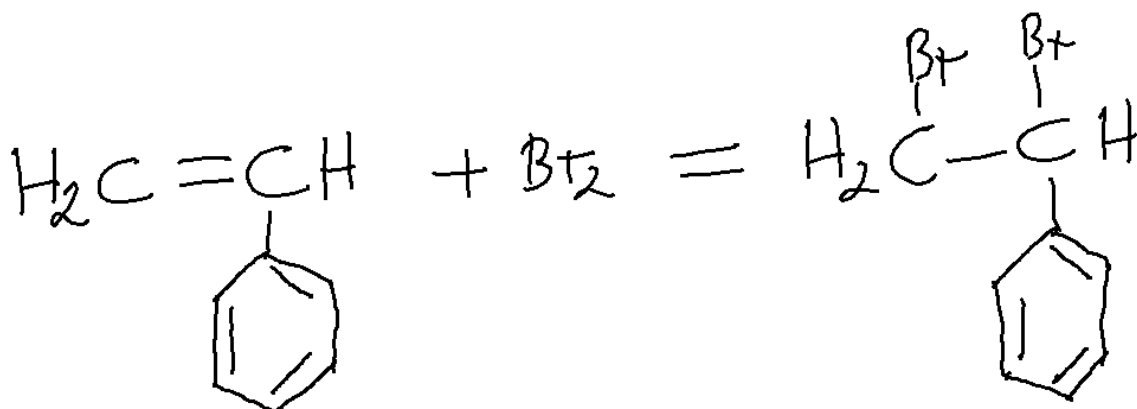 Br Br
H₂C=CH + Br₂ = H₂C-CH